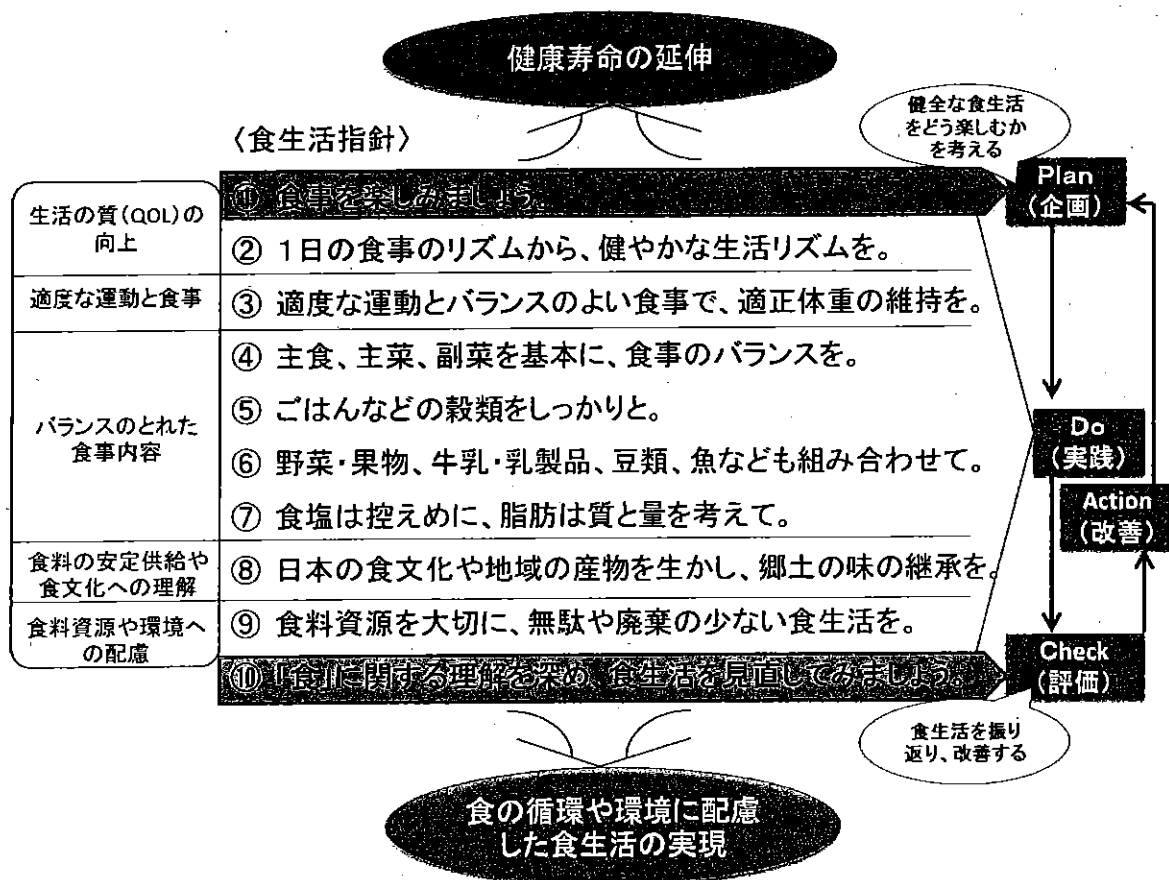 健康寿命の延伸
健全な食生活
をどう楽しむか
を考える
〈食生活指針〉
Plan
(企画)
生活の質(QOL)の
向上
① 食事を楽しみましょう。
② 1日の食事のリズムから、健やかな生活リズムを。
適度な運動と食事
③ 適度な運動とバランスのよい食事で、適正体重の維持を。
バランスのとれた
食事内容
④ 主食、主菜、副菜を基本に、食事のバランスを。
⑤ ごはんなどの穀類をしっかりと。
⑥ 野菜・果物、牛乳・乳製品、豆類、魚なども組み合わせて。
⑦ 食塩は控えめに、脂肪は質と量を考えて。
Do
(実践)
Action
(改善)
食料の安定供給や
食文化への理解
⑧ 日本の食文化や地域の産物を生かし、郷土の味の継承を。
食料資源や環境へ
の配慮
⑨ 食料資源を大切に、無駄や廃棄の少ない食生活を。
⑩ 「食」に関する理解を深め、食生活を見直してみましょう。
Check
(評価)
食生活を振り
返り、改善する
食の循環や環境に配慮
した食生活の実現